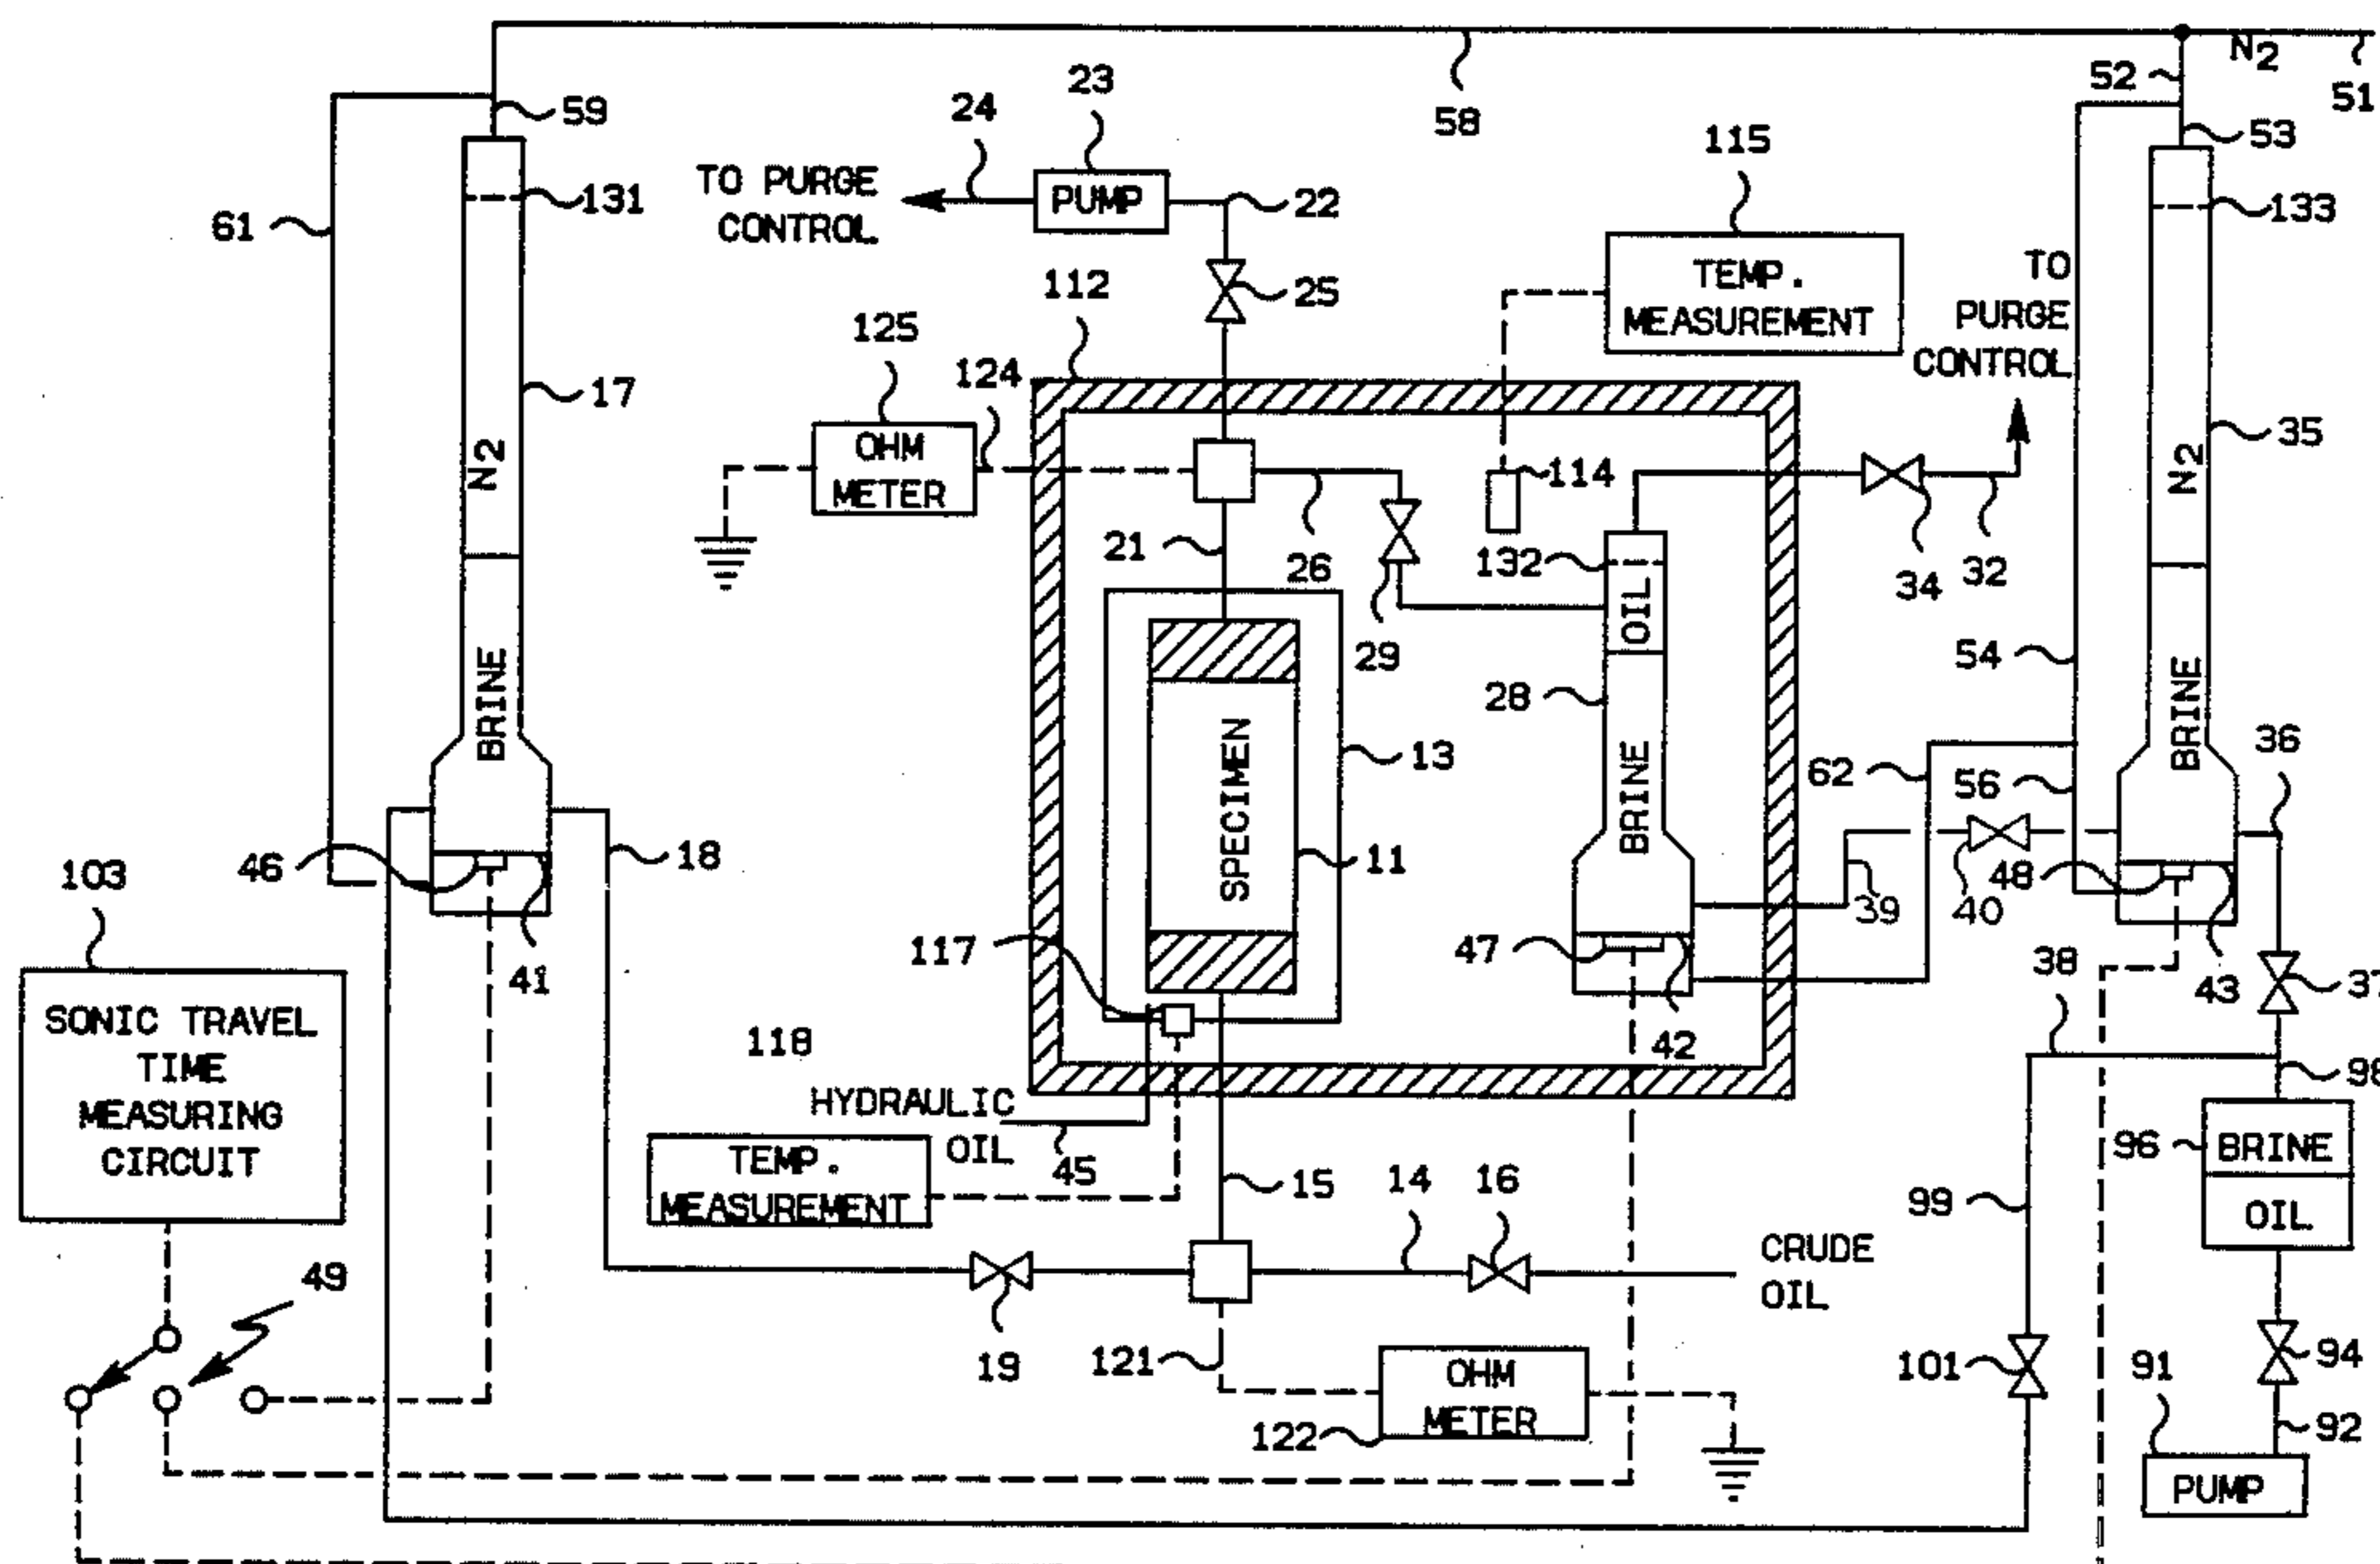 N2
52
51
59
58
23
24
53
115
TO PURGE
CONTROL
PUMP
22
131
133
61
25
112
TEMP.
MEASUREMENT
TO
PURGE
CONTROL
125
124
17
OHM
METER
N2
114
35
N2
21
26
132
34
32
29
OIL
54
28
BRINE
SPECIMEN
13
BRINE
BRINE
62
56
36
46
18
11
48
39
40
103
117
47
41
38
43
37
118
42
SONIC TRAVEL
TIME
MEASURING
CIRCUIT
HYDRAULIC
OIL
98
96
BRINE
OIL
TEMP.
MEASUREMENT
45
15
14
16
99
CRUDE
OIL
49
19
121
OHM
METER
122
101
94
91
92
PUMP